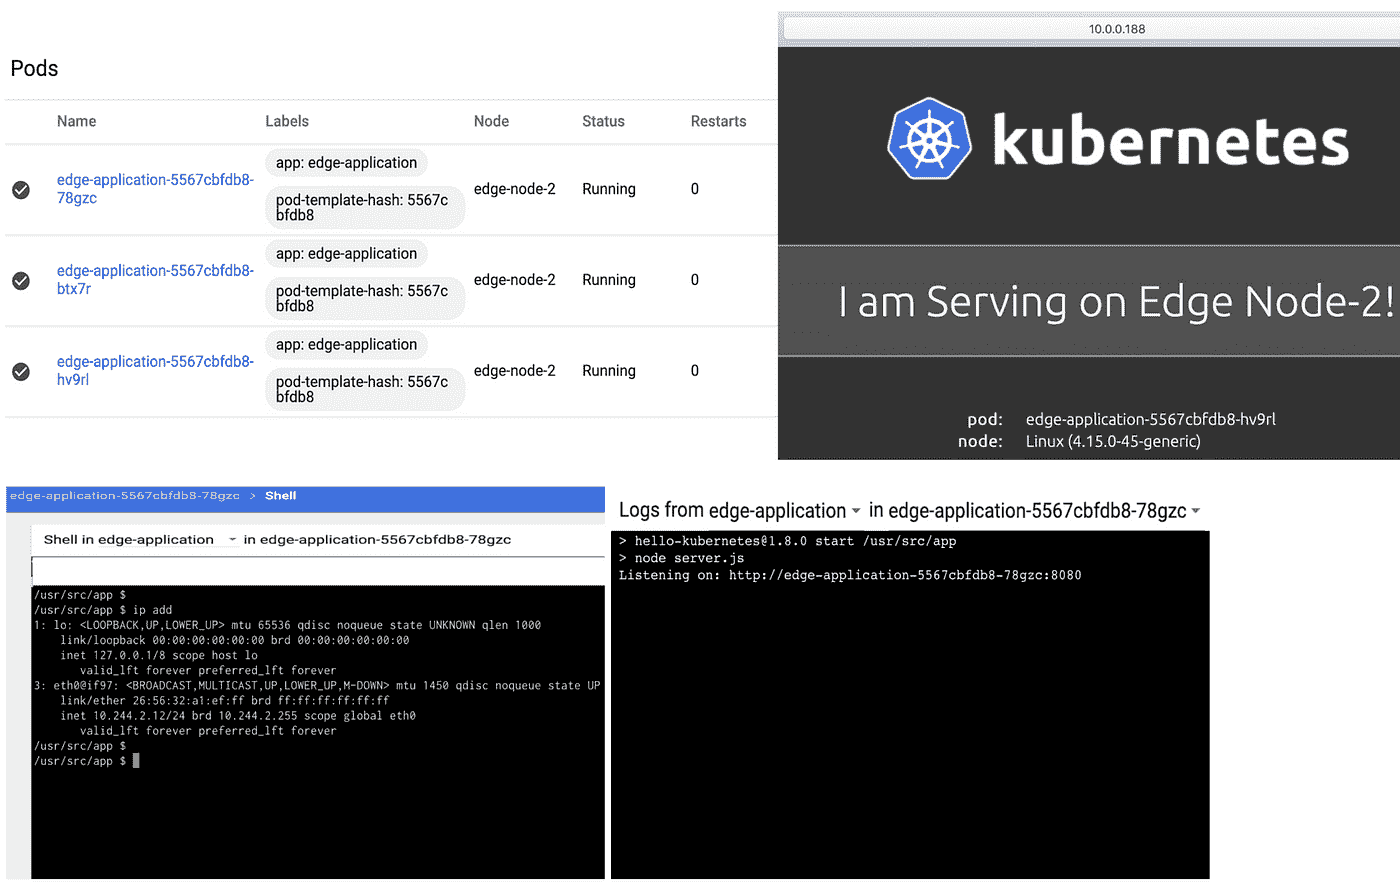 Pods
Name Labels Node Status Restarts
edge-application-5567cbfdb8-
78gzc
app: edge-application
pod-template-hash: 5567c
bfdb8
edge-node-2 Running 0
edge-application-5567cbfdb8-
btx7r
app: edge-application
pod-template-hash: 5567c
bfdb8
edge-node-2 Running 0
edge-application-5567cbfdb8-
hv9rl
app: edge-application
pod-template-hash: 5567c
bfdb8
edge-node-2 Running 0
10.0.0.188
kubernetes
I am Serving on Edge Node-2!
pod: edge-application-5567cbfdb8-hv9rl
node: Linux (4.15.0-45-generic)
edge-application-5567cbfdb8-78gzc > Shell
Shell in edge-application in edge-application-5567cbfdb8-78gzc
/usr/src/app $
/usr/src/app $ ip add
1: lo: <LOOPBACK,UP,LOWER_UP> mtu 65536 qdisc noqueue state UNKNOWN qlen 1000
link/loopback 00:00:00:00:00:00 brd 00:00:00:00:00:00
inet 127.0.0.1/8 scope host lo
valid_lft forever preferred_lft forever
3: eth0@if97: <BROADCAST,MULTICAST,UP,LOWER_UP,M-DOWN> mtu 1450 qdisc noqueue state UP
link/ether 26:56:32:a1:ef:ff brd ff:ff:ff:ff:ff:ff
inet 10.244.2.12/24 brd 10.244.2.255 scope global eth0
valid_lft forever preferred_lft forever
/usr/src/app $
/usr/src/app $
Logs from edge-application in edge-application-5567cbfdb8-78gzc
> hello-kubernetes@1.8.0 start /usr/src/app
> node server.js
Listening on: http://edge-application-5567cbfdb8-78gzc:8080